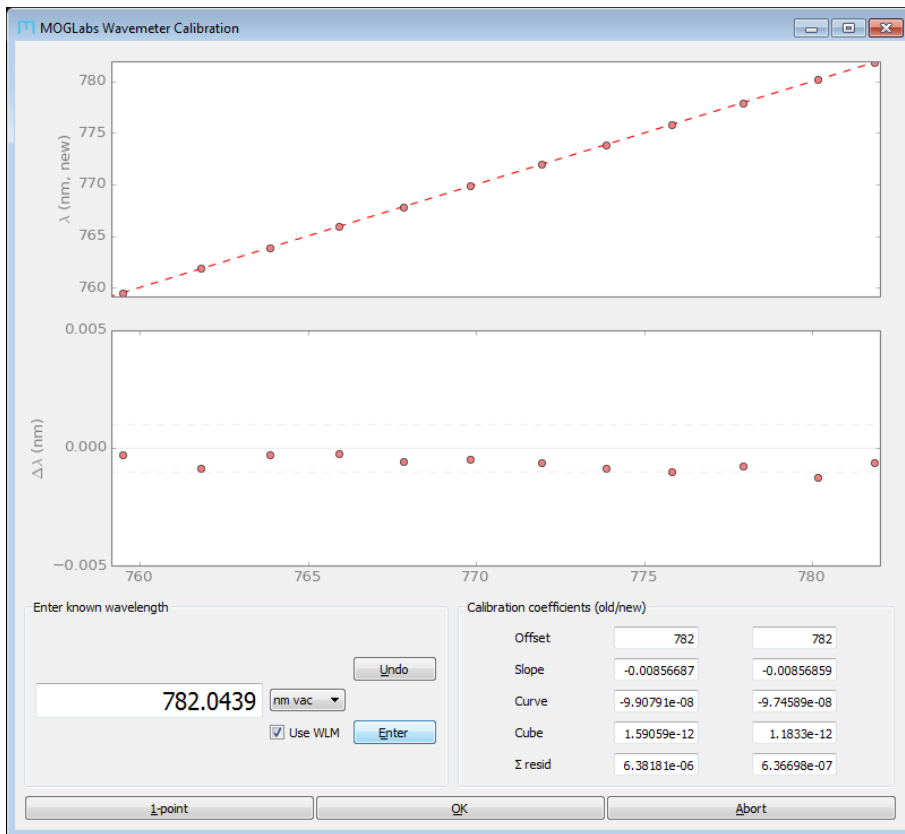 MOGLabs Wavemeter Calibration
780
775
770
765
760
λ (nm, new)
0.005
0.000
−0.005
Δλ (nm)
760 765 770 775 780
Enter known wavelength
Undo
782.0439 nm vac
Use WLM Enter
Calibration coefficients (old/new)
Offset 782 782
Slope -0.00856687 -0.00856859
Curve -9.90791e-08 -9.74589e-08
Cube 1.59059e-12 1.1833e-12
Σ resid 6.38181e-06 6.36698e-07
1-point OK Abort